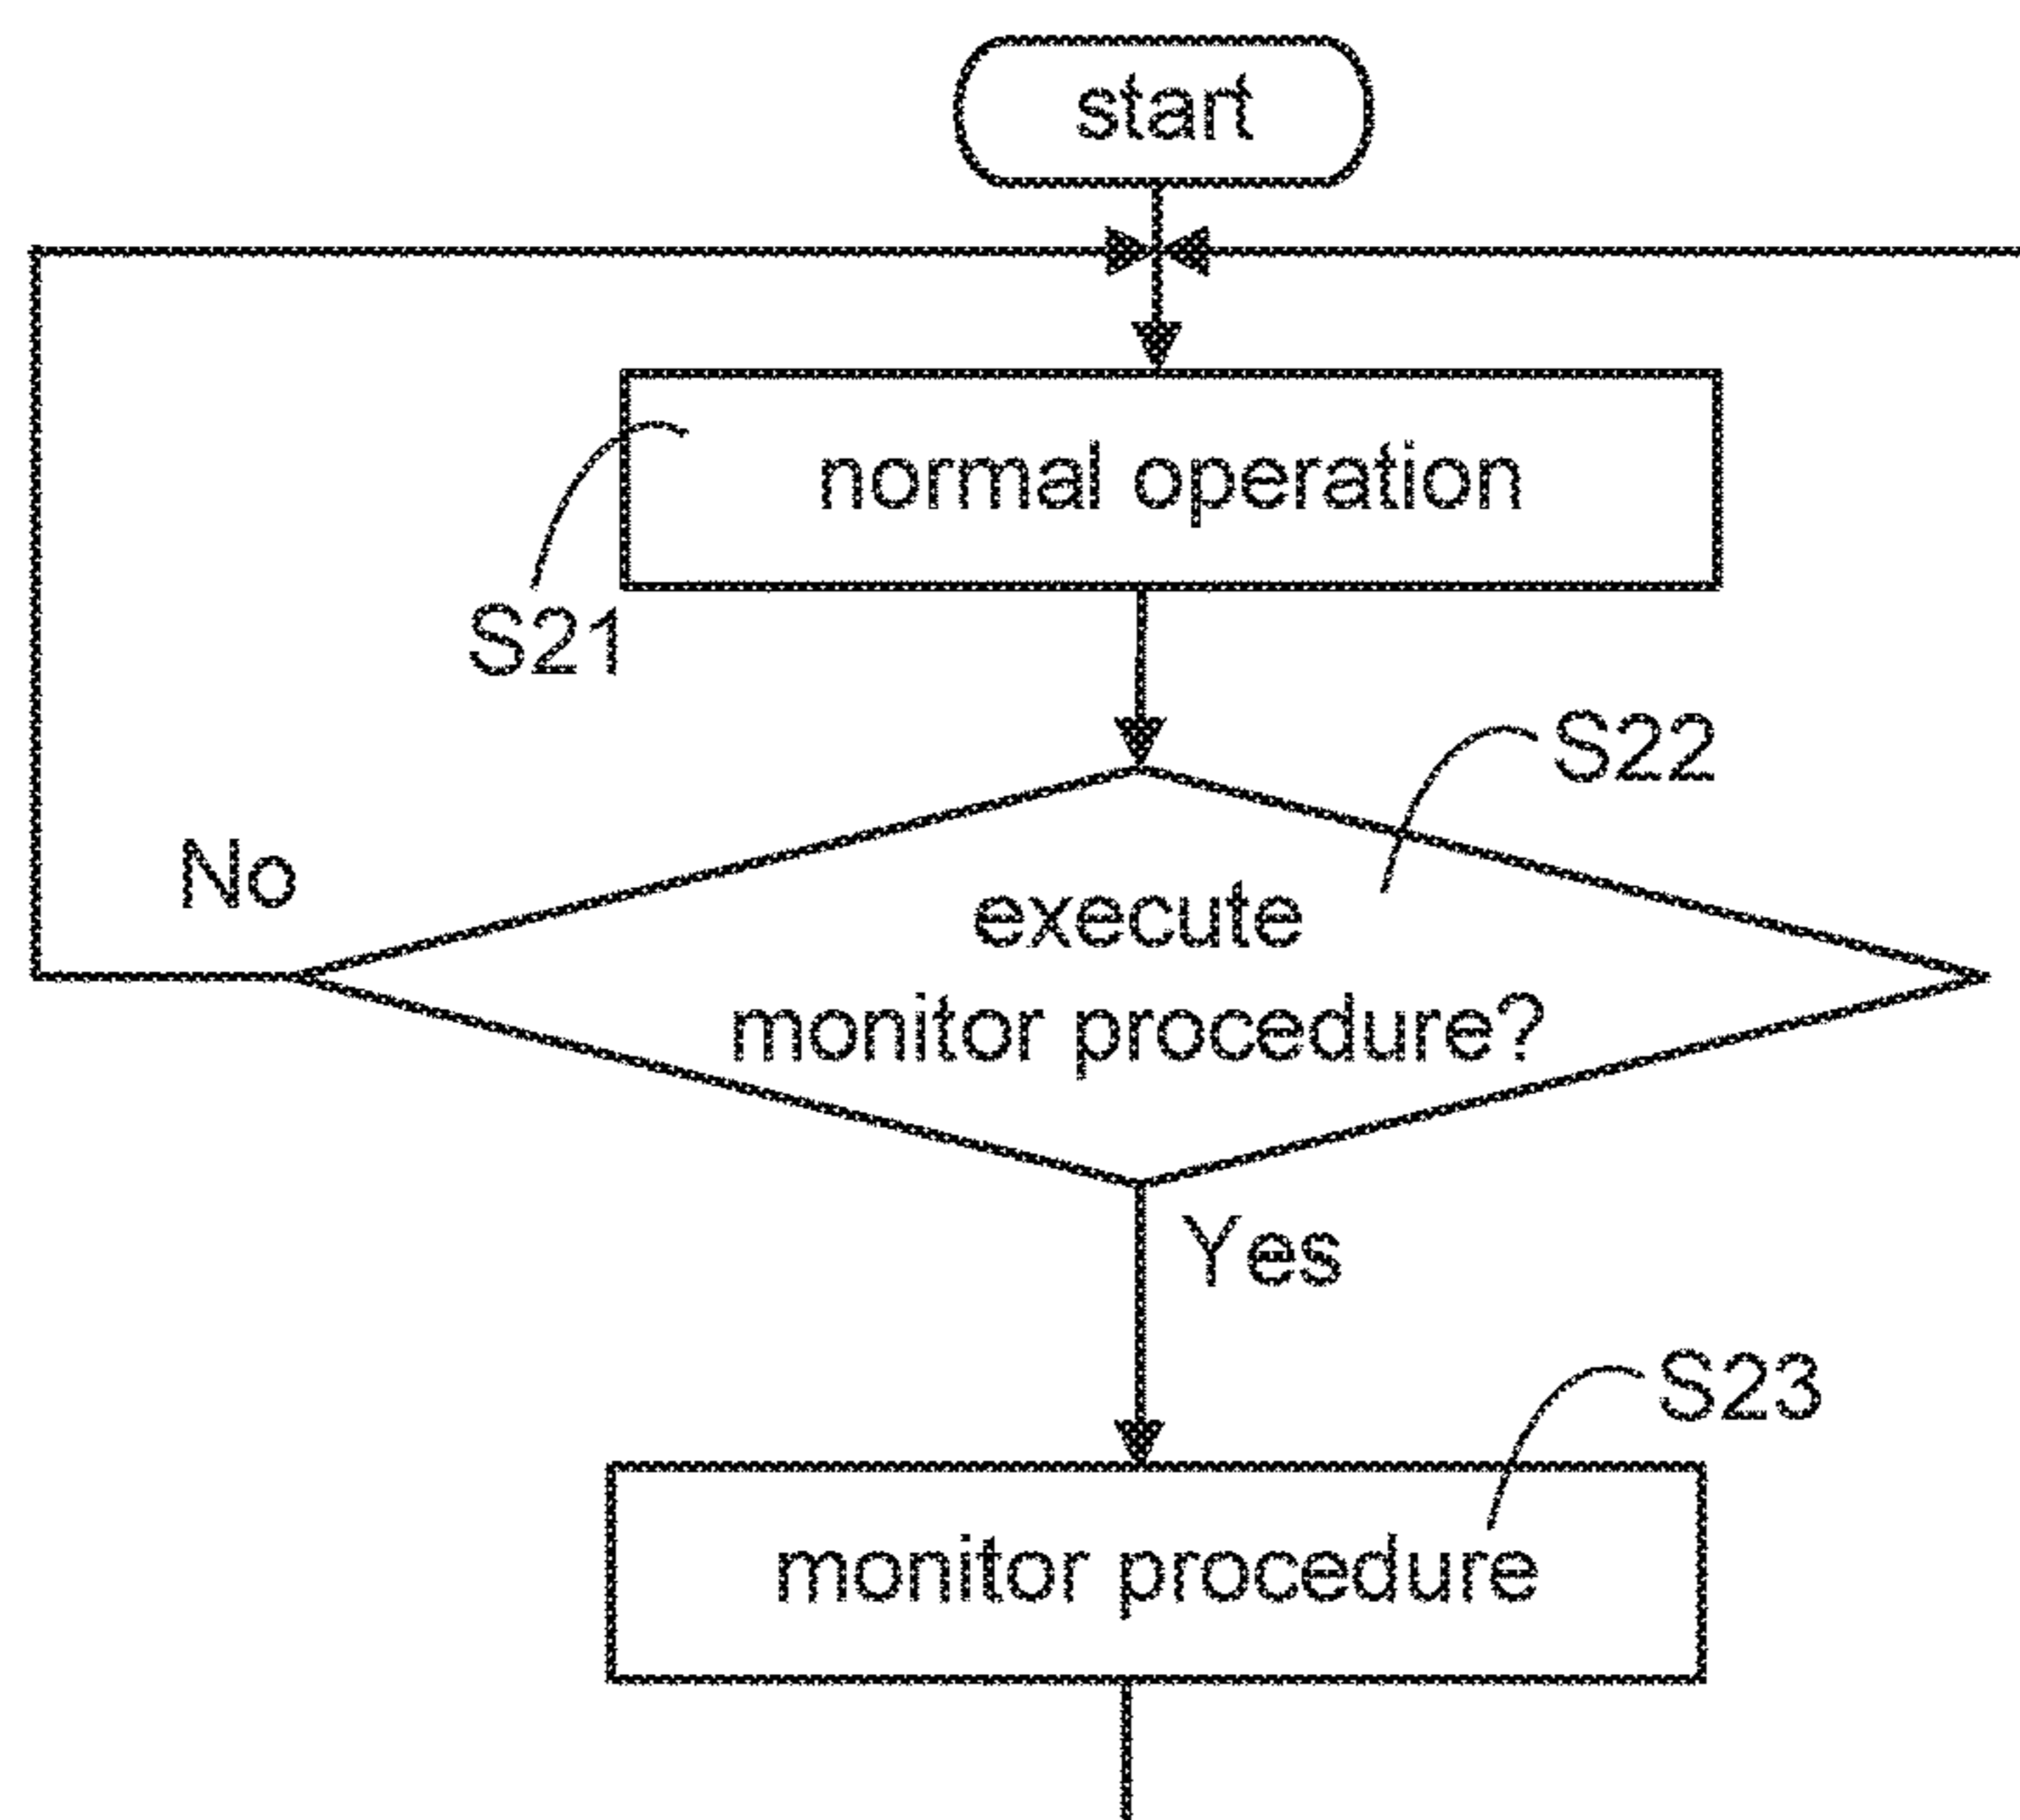 start
normal operation
S21
S22
No
execute
monitor procedure?
Yes
S23
monitor procedure